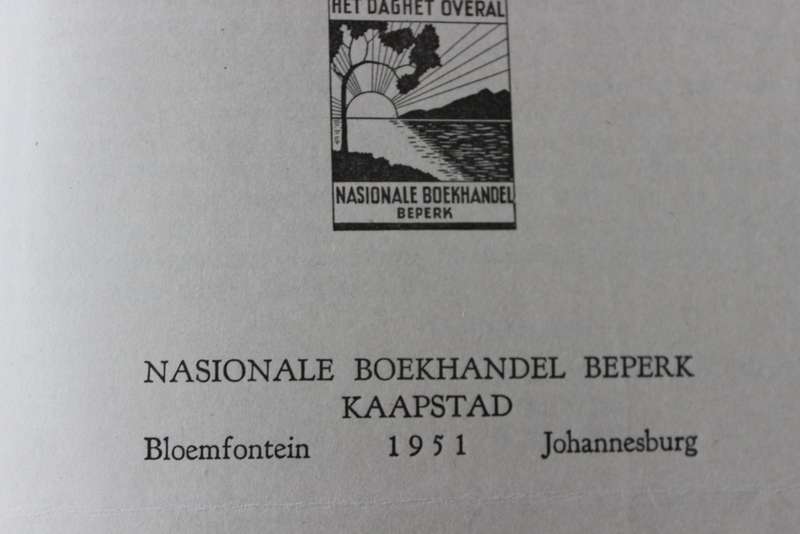 HET DAGHET OVERAL
NASIONALE BOEKHANDEL
BEPERK
NASIONALE BOEKHANDEL BEPERK
KAAPSTAD
Bloemfontein 1951 Johannesburg